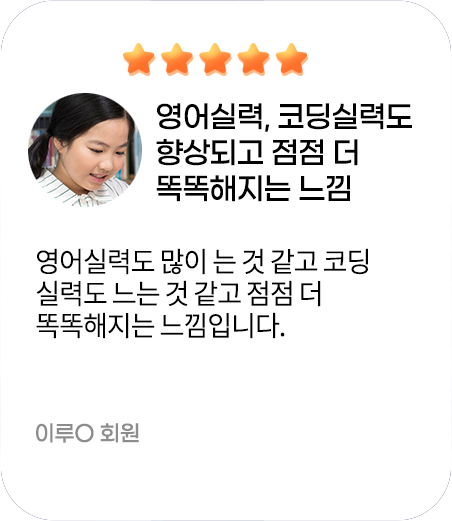 영어실력, 코딩실력도
향상되고 점점 더
똑똑해지는 느낌
영어실력도 많이 는 것 같고 코딩
실력도 느는 것 같고 점점 더
똑똑해지는 느낌입니다.
이루O 회원